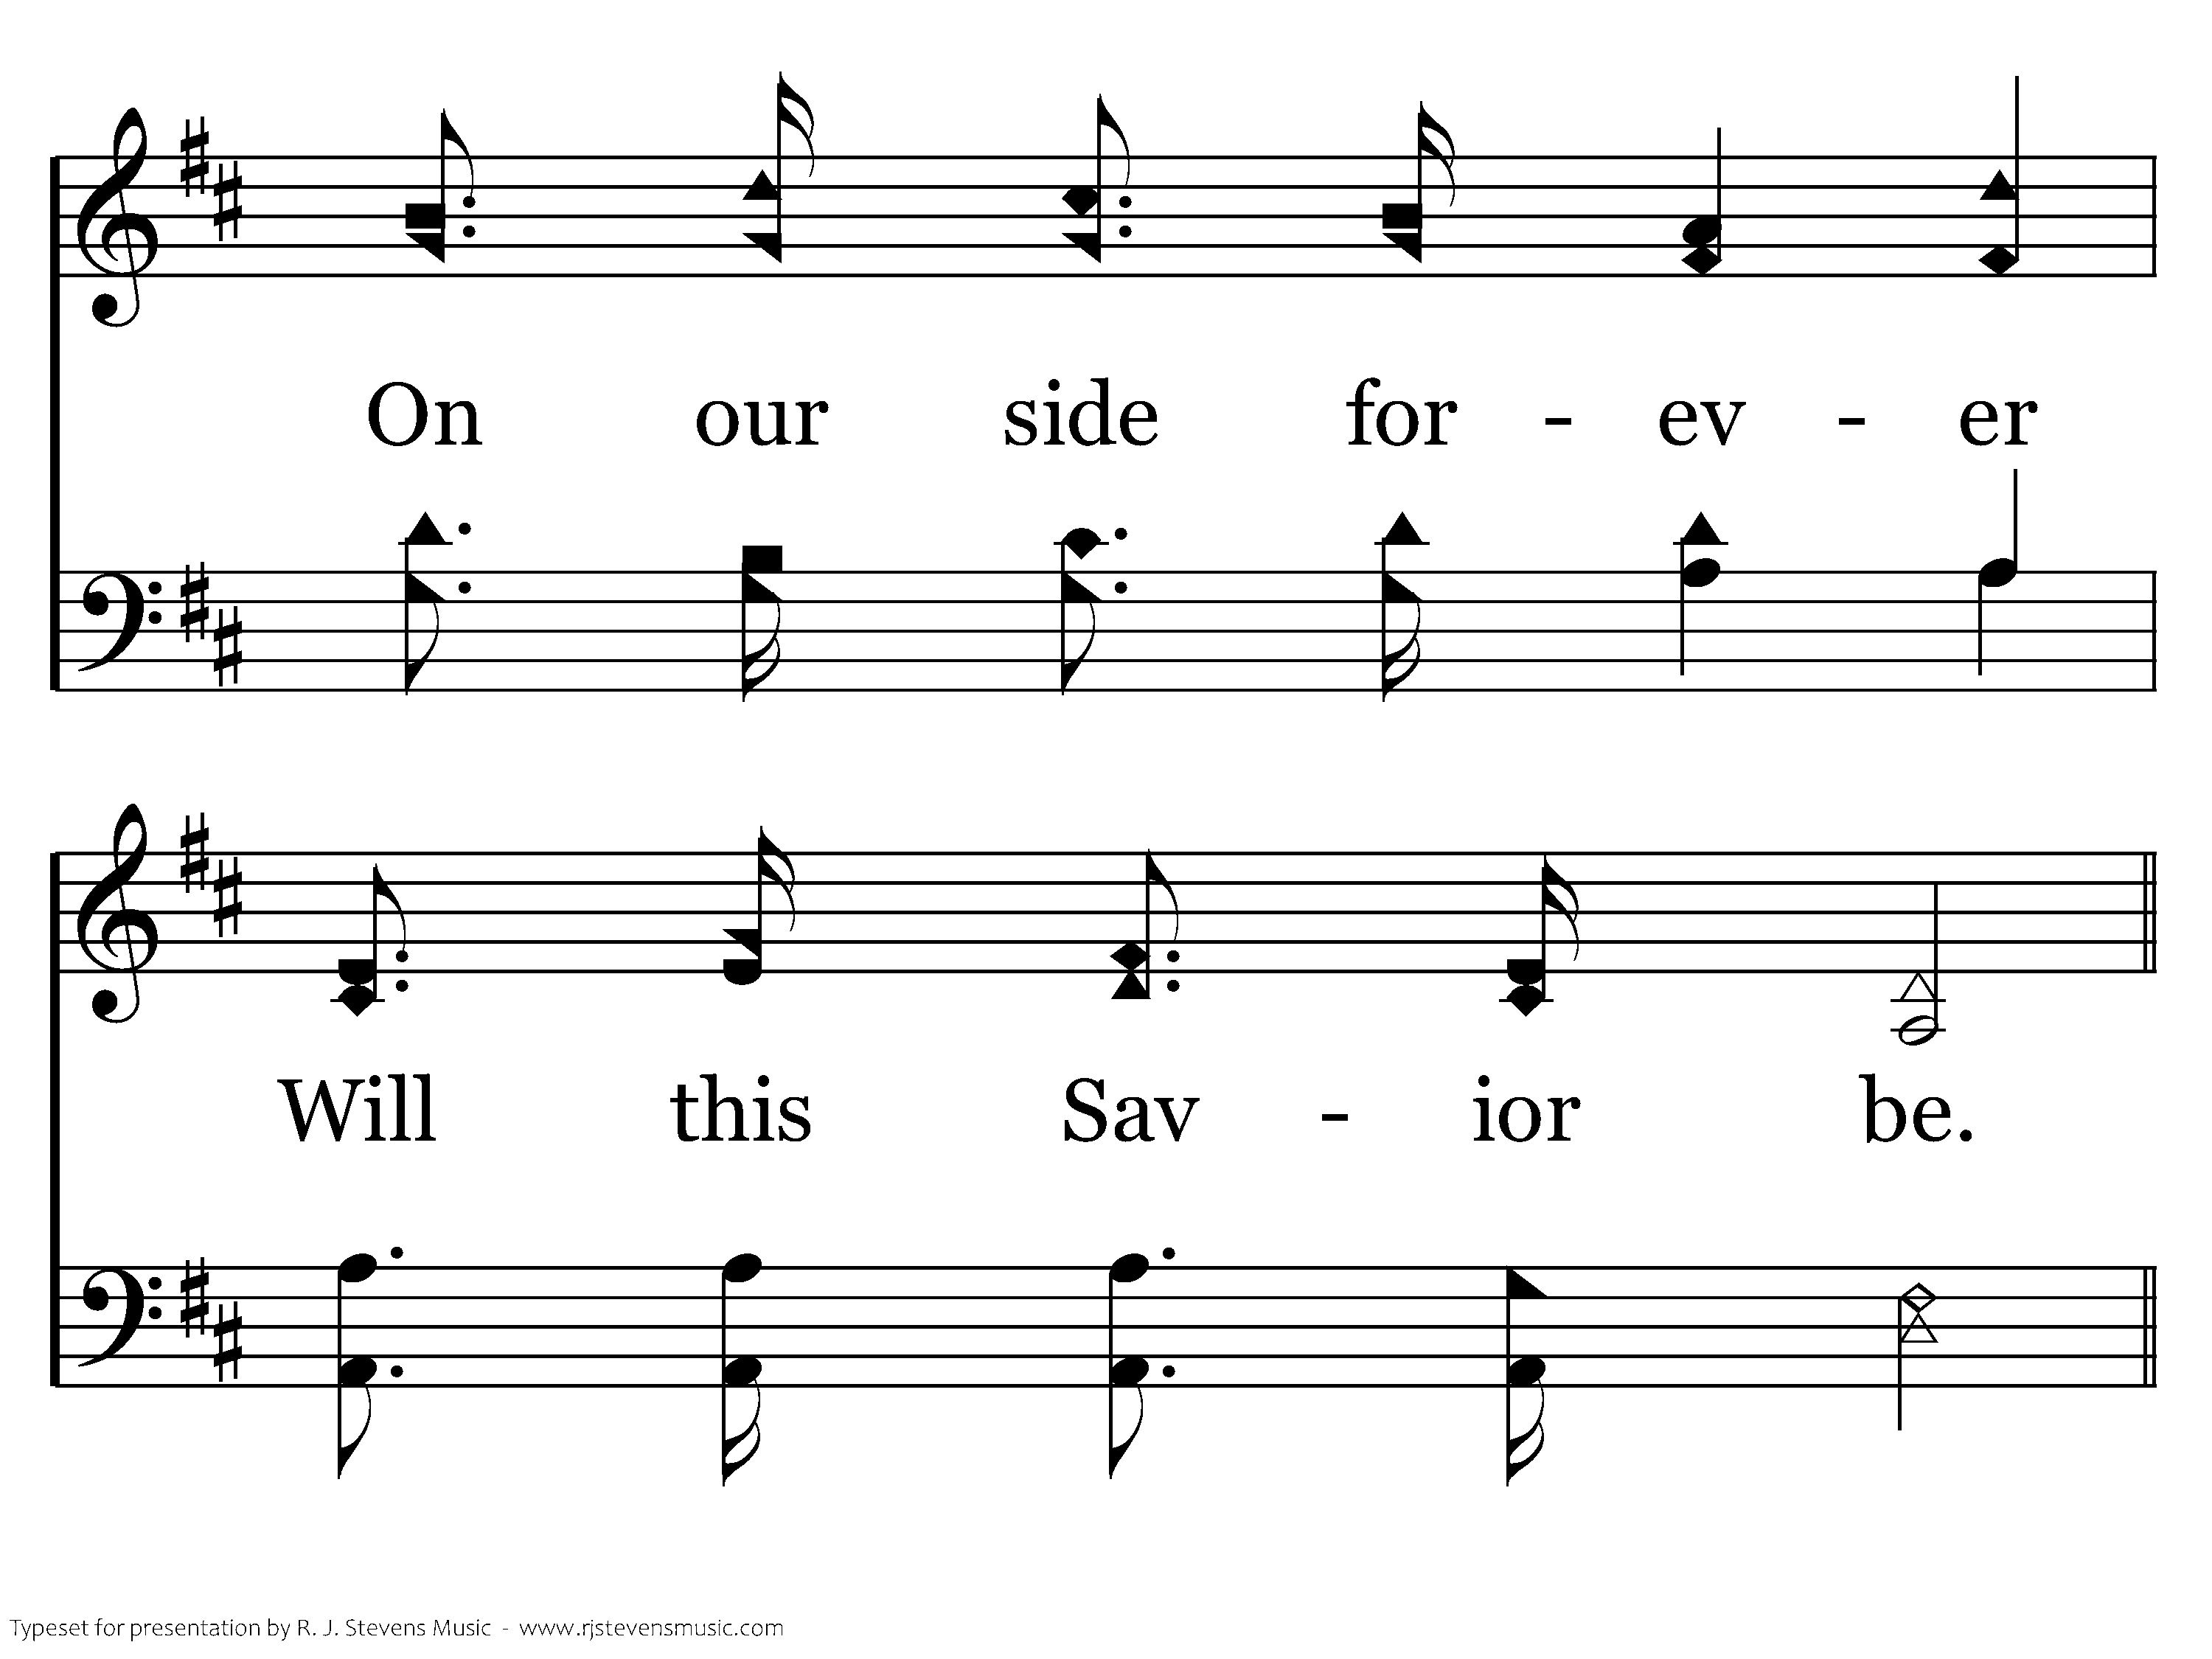 On our side for - ev - er
Will this Sav - ior be.
Typeset for presentation by R. J. Stevens Music - www.rjstevensmusic.com